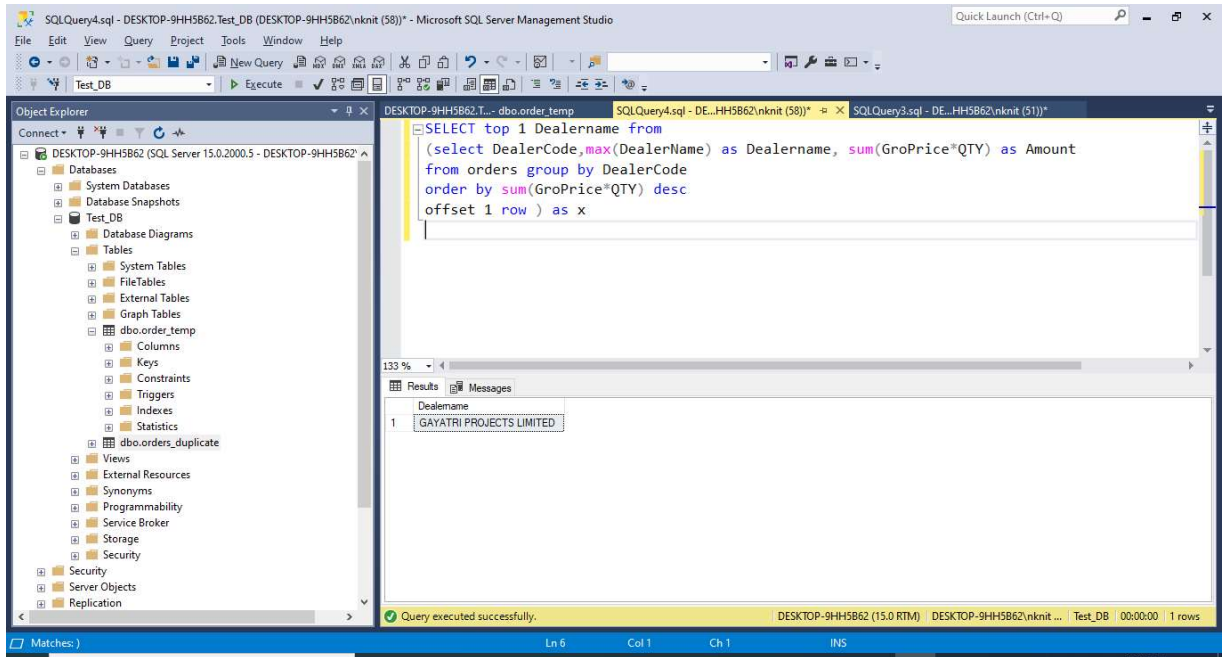 SQLQuery4.sql - DESKTOP-9HH5B62.Test_DB (DESKTOP-9HH5B62\nknit (58))* - Microsoft SQL Server Management Studio
Quick Launch (Ctrl+Q)
File Edit View Query Project Tools Window Help
New Query
Test_DB
Execute
Object Explorer
Connect
DESKTOP-9HH5B62 (SQL Server 15.0.2000.5 - DESKTOP-9HH5B62'
Databases
System Databases
Database Snapshots
Test_DB
Database Diagrams
Tables
System Tables
FileTables
External Tables
Graph Tables
dbo.order_temp
Columns
Keys
Constraints
Triggers
Indexes
Statistics
dbo.orders_duplicate
Views
External Resources
Synonyms
Programmability
Service Broker
Storage
Security
Security
Server Objects
Replication
DESKTOP-9HH5B62.T...- dbo.order_temp
SQLQuery4.sql - DE...HH5B62\nknit (58))*
SQLQuery3.sql - DE...HH5B62\nknit (51))*
SELECT top 1 Dealername from
(select DealerCode,max(DealerName) as Dealername, sum(GroPrice*QTY) as Amount
from orders group by DealerCode
order by sum(GroPrice*QTY) desc
offset 1 row ) as x
133 %
Results Messages
Dealername
1 GAYATRI PROJECTS LIMITED
Query executed successfully.
DESKTOP-9HH5B62 (15.0 RTM) DESKTOP-9HH5B62\nknit ... Test_DB 00:00:00 1 rows
Matches: ) Ln 6 Col 1 Ch 1 INS